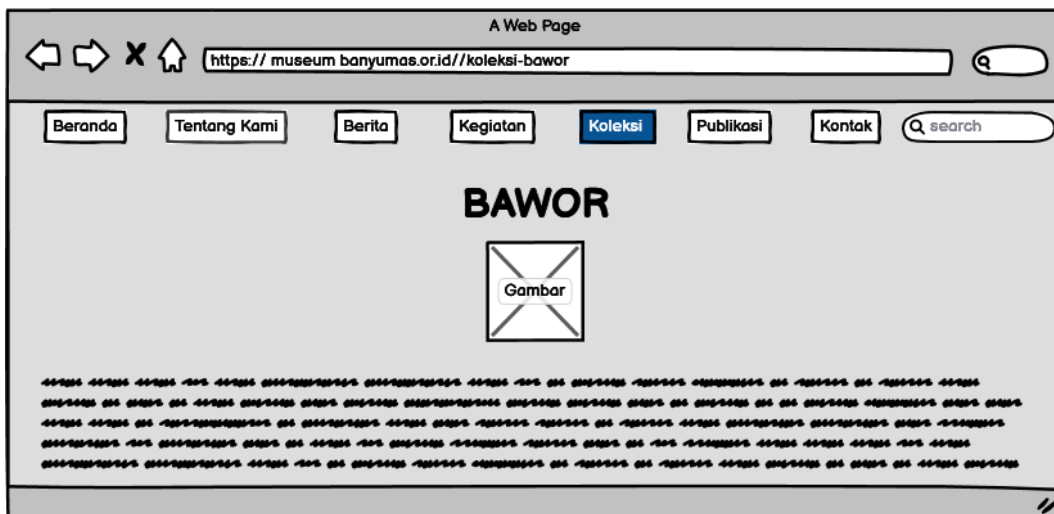 A Web Page
https:// museum banyumas.or.id//koleksi-bawor
Beranda Tentang Kami Berita Kegiatan Koleksi Publikasi Kontak search
BAWOR
Gambar